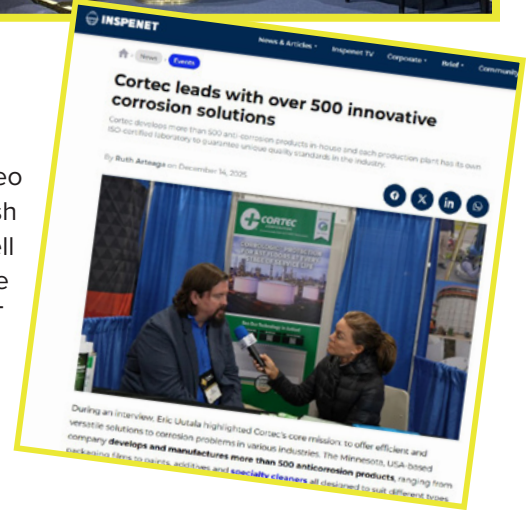 INSPENET
News & Articles
Inspenet TV
Corporate
Brief
Community
News
Events
Cortec leads with over 500 innovative
corrosion solutions
Cortec develops more than 500 anti-corrosion products in-house and each production plant has its own
ISO-certified laboratory to guarantee unique quality standards in the industry.
By Ruth Arteaga on December 14, 2025
eo
sh
ell
e
CORTEC
During an interview, Eric Uutala highlighted Cortec's core mission: to offer efficient and
versatile solutions to corrosion problems in various industries. The Minnesota, USA-based
company develops and manufactures more than 500 anticorrosion products, ranging from
packaging films to paints, additives and specialty cleaners all designed to suit different types